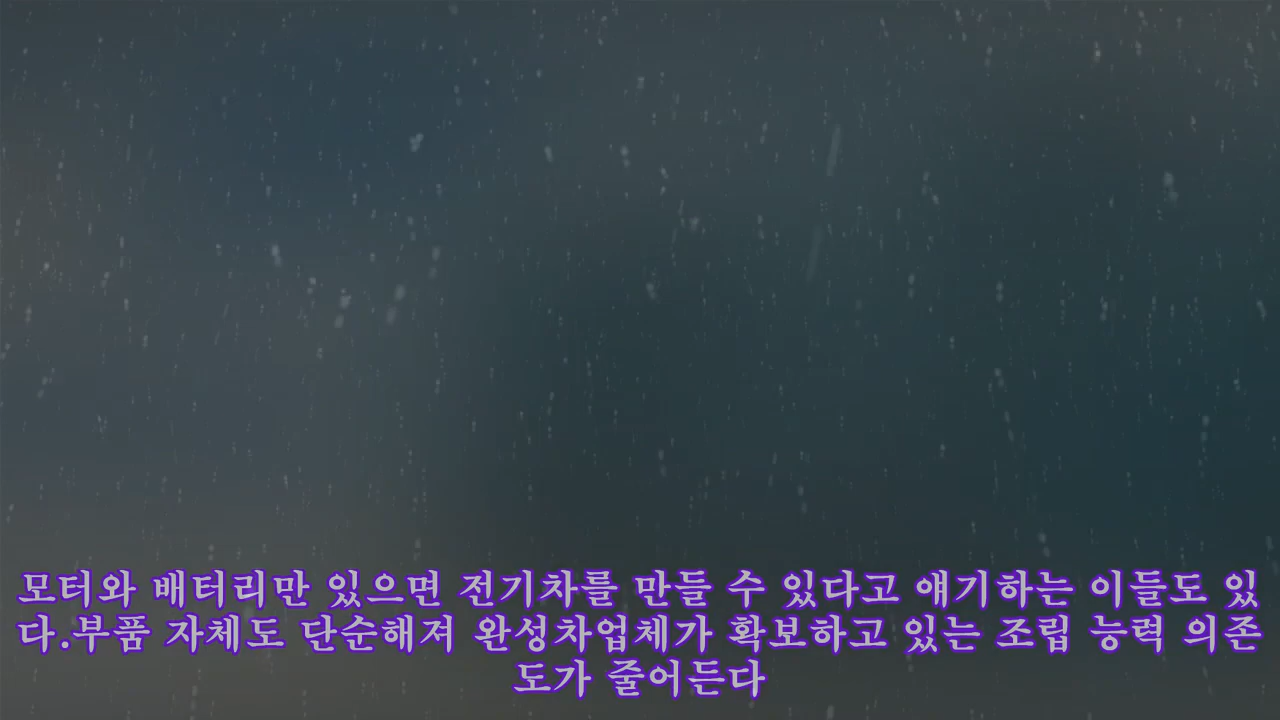 모터와 배터리만 있으면 전기차를 만들 수 있다고 얘기하는 이들도 있
다.부품 자체도 단순해져 완성차업체가 확보하고 있는 조립 능력 의존
도가 줄어든다